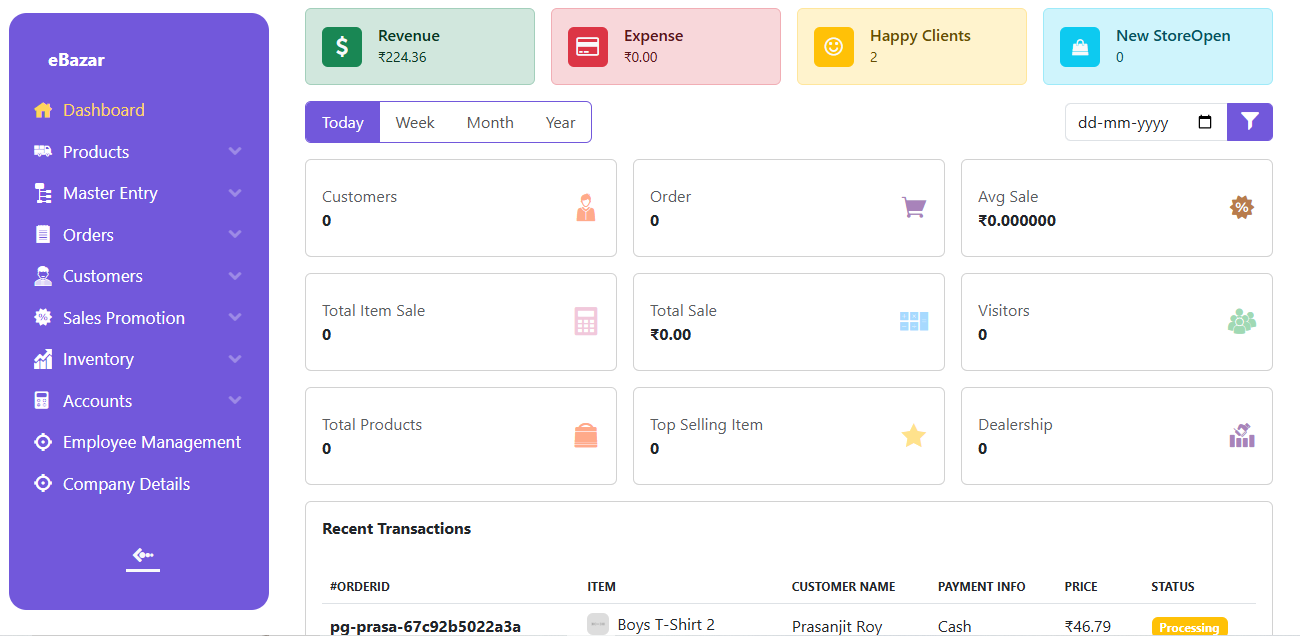 eBazar
Dashboard
Products
Master Entry
Orders
Customers
Sales Promotion
Inventory
Accounts
Employee Management
Company Details
Revenue
₹224.36
Expense
₹0.00
Happy Clients
2
New StoreOpen
0
Today Week Month Year
dd-mm-yyyy
Customers
0
Order
0
Avg Sale
₹0.000000
Total Item Sale
0
Total Sale
₹0.00
Visitors
0
Total Products
0
Top Selling Item
0
Dealership
0
Recent Transactions
#ORDERID ITEM CUSTOMER NAME PAYMENT INFO PRICE STATUS
pg-prasa-67c92b5022a3a Boys T-Shirt 2 Prasanjit Roy Cash ₹46.79 Processing